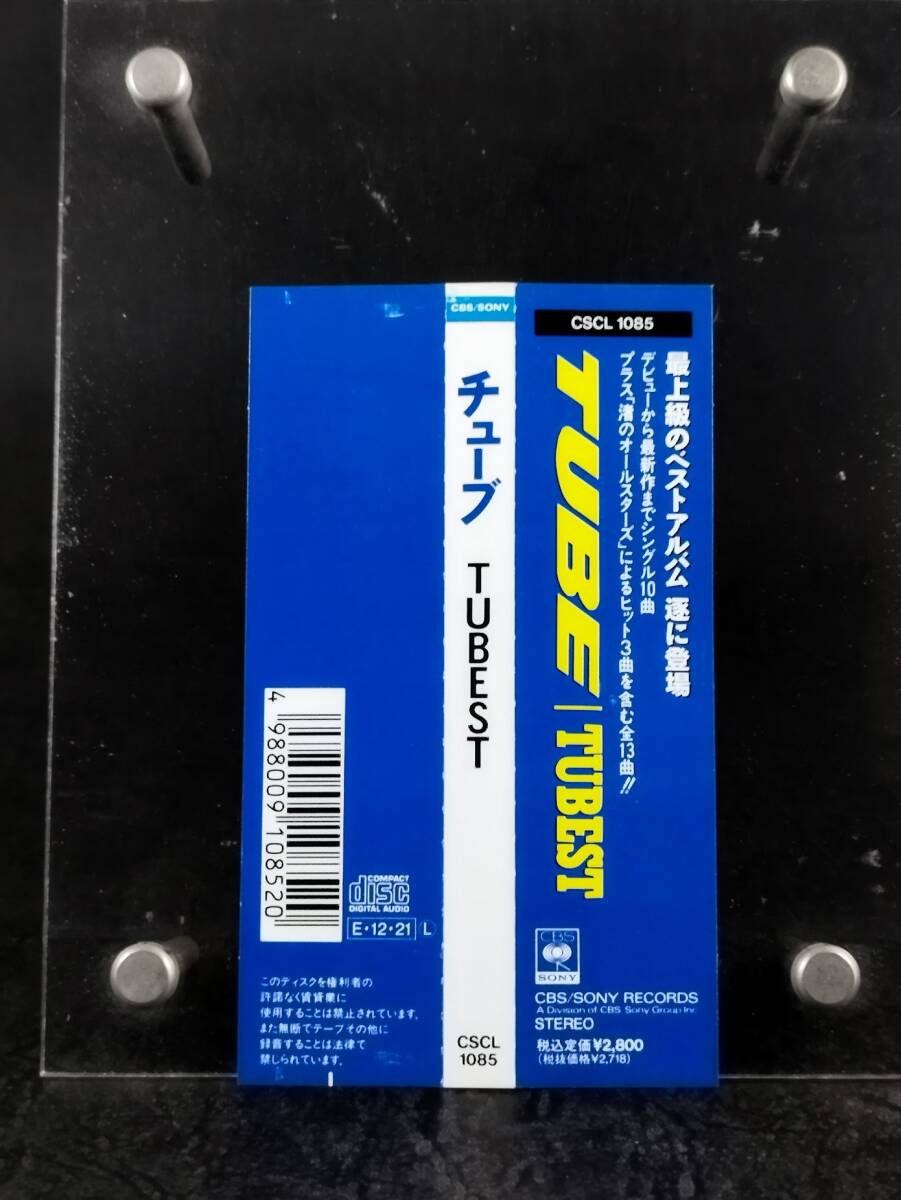 CSCL 1085
最上級のベストアルバム 遂に登場
デビューから最新作までシングル10曲
プラス「渚のオールスターズ」によるヒット3曲を含む全13曲!!
TUBE | TUBEST
CBS
SONY
CBS/SONY RECORDS
A Division of CBS Sony Group Inc.
STEREO
税込定価¥2,800
(税抜価格¥2,718)
CBS/SONY
チューブ TUBEST
CSCL
1085
4 988009 108520
COMPACT
disc
DIGITAL AUDIO
E・12・21 L
このディスクを権利者の
許諾なく賃貸業に
使用することは禁止されています。
また無断でテープその他に
録音することは法律で
禁じられています。